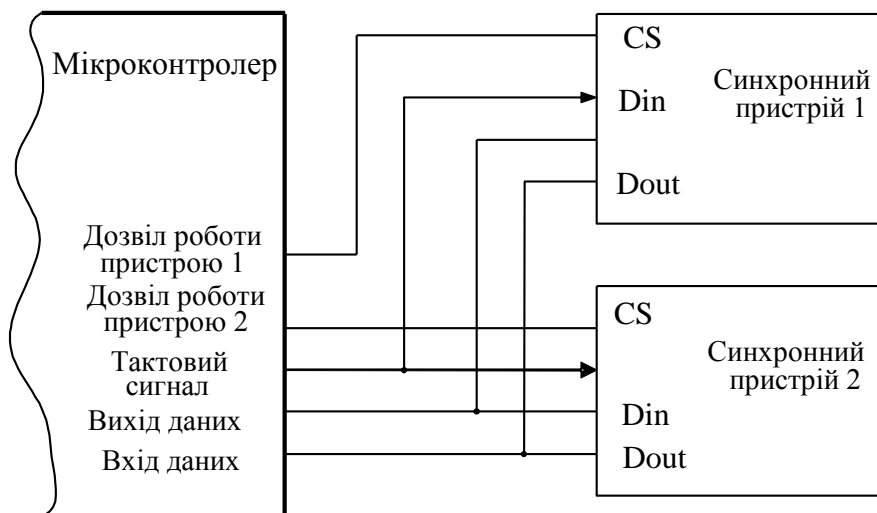 Мікроконтролер
Дозвіл роботи
пристрою 1
Дозвіл роботи
пристрою 2
Тактовий
сигнал
Вихід даних
Вхід даних
CS
Din
Dout
Синхронний
пристрій 1
CS
Din
Dout
Синхронний
пристрій 2